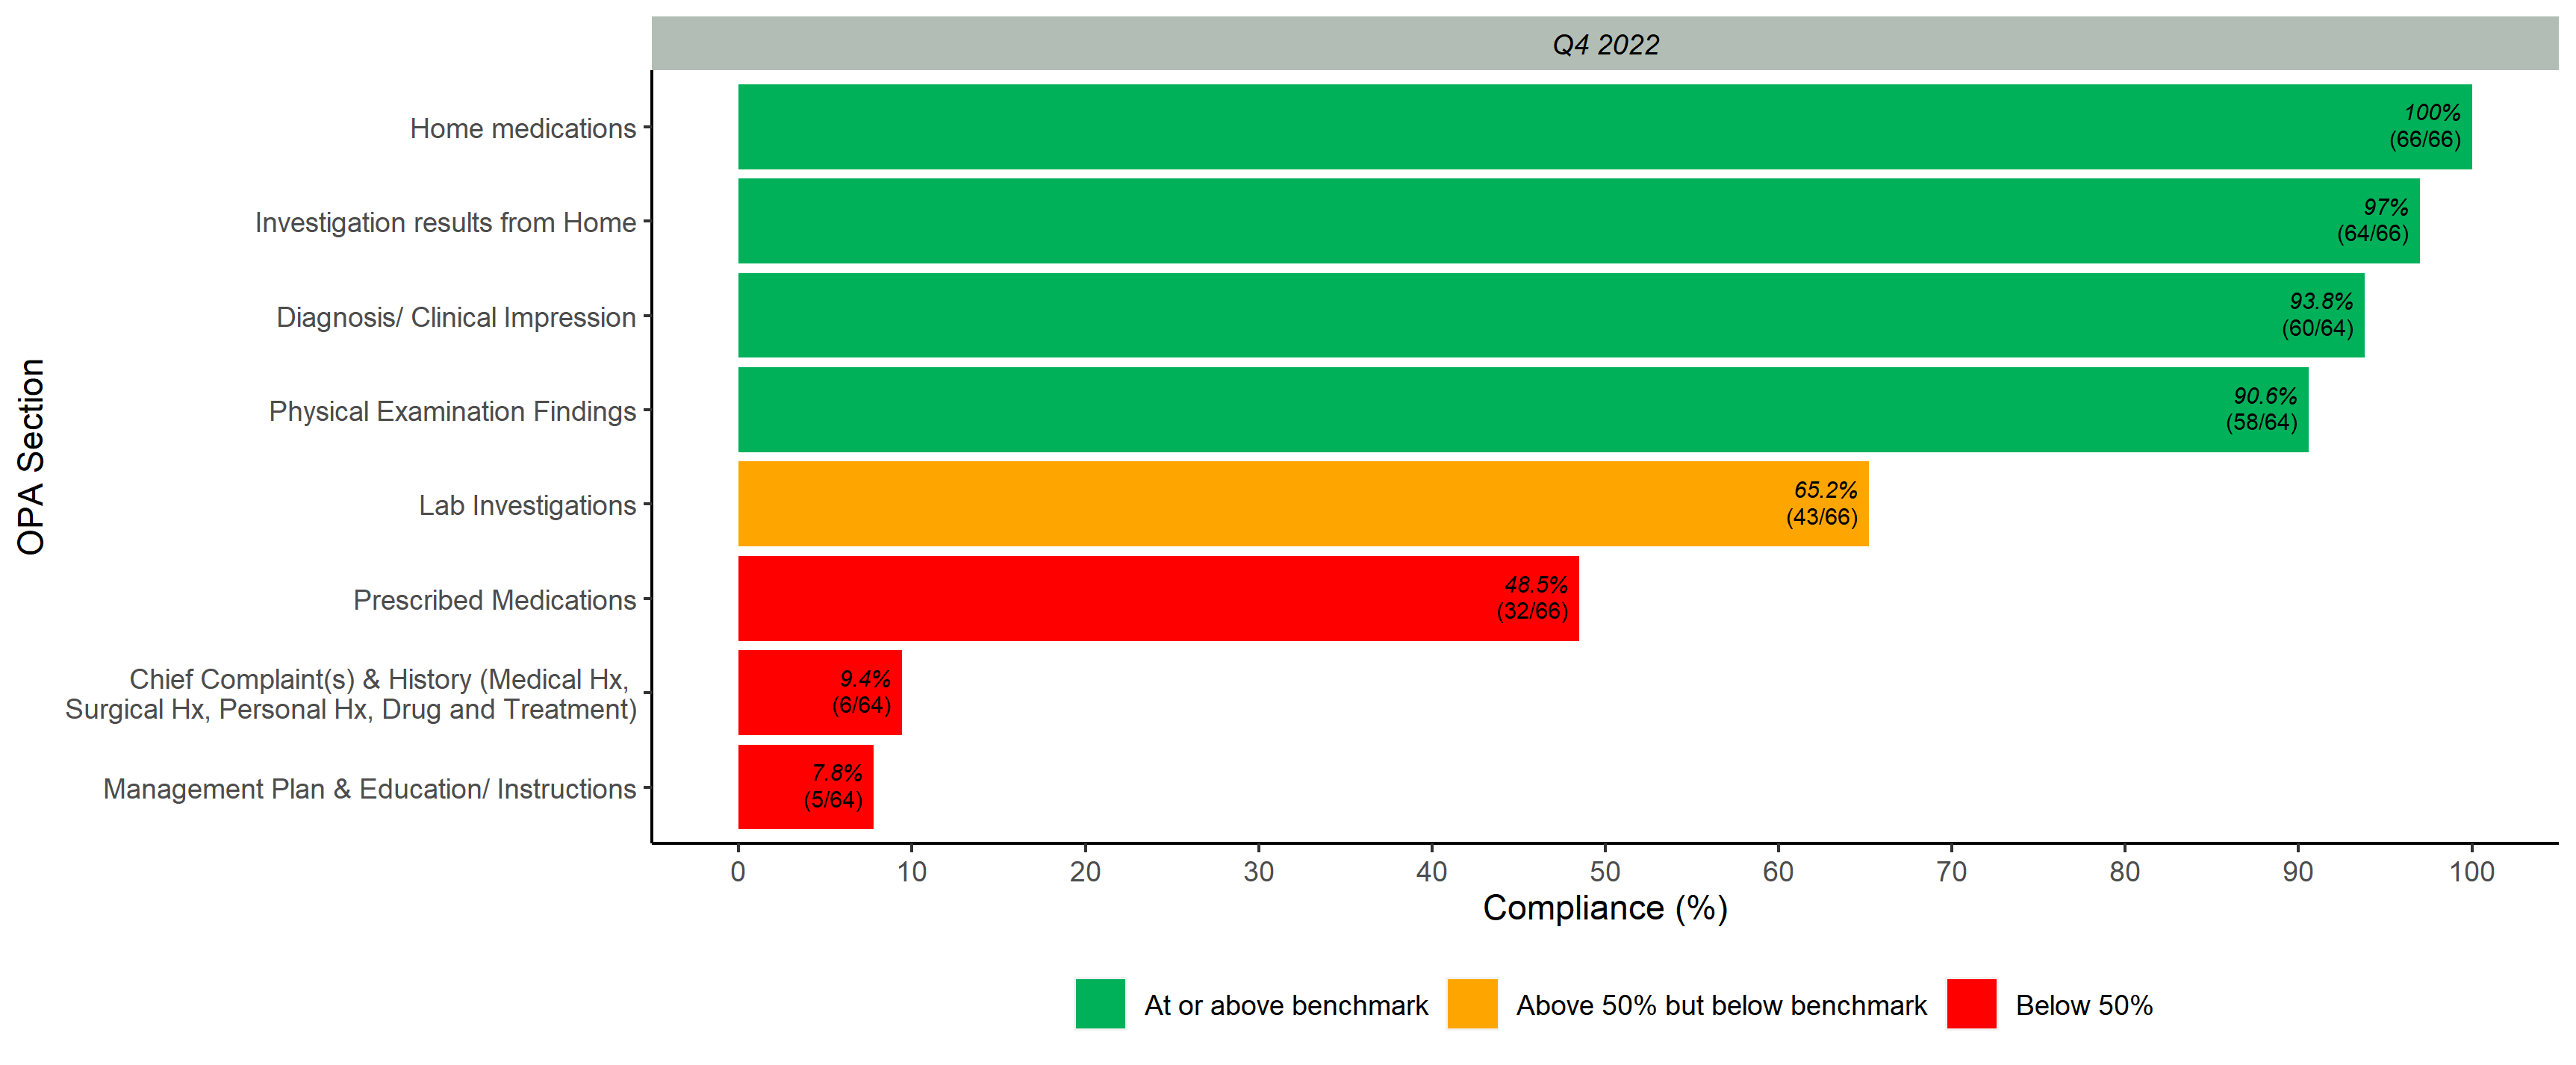 Q4 2022
OPA Section
Home medications
100%
(66/66)
Investigation results from Home
97%
(64/66)
Diagnosis/ Clinical Impression
93.8%
(60/64)
Physical Examination Findings
90.6%
(58/64)
Lab Investigations
65.2%
(43/66)
Prescribed Medications
48.5%
(32/66)
Chief Complaint(s) & History (Medical Hx,
Surgical Hx, Personal Hx, Drug and Treatment)
9.4%
(6/64)
Management Plan & Education/ Instructions
7.8%
(5/64)
0 10 20 30 40 50 60 70 80 90 100
Compliance (%)
At or above benchmark Above 50% but below benchmark Below 50%